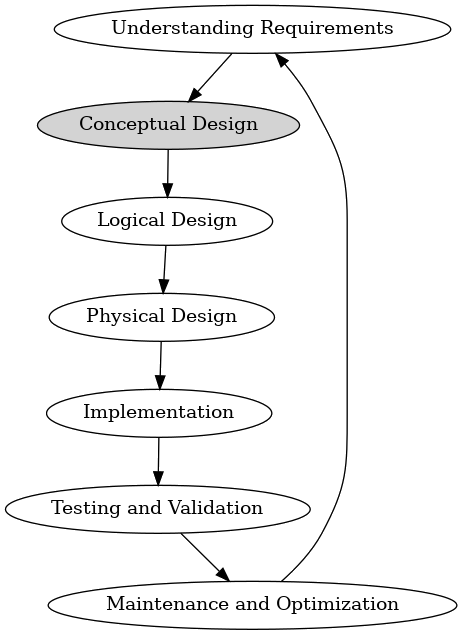 Understanding Requirements
Conceptual Design
Logical Design
Physical Design
Implementation
Testing and Validation
Maintenance and Optimization